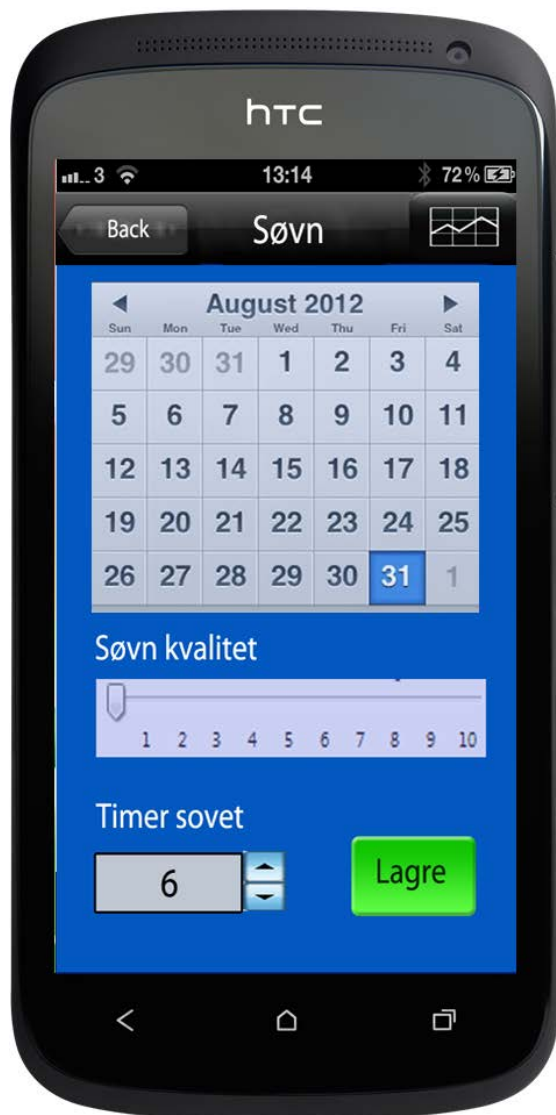 htc
3 13:14 72%
Back Søvn
August 2012
Sun Mon Tue Wed Thu Fri Sat
29 30 31 1 2 3 4
5 6 7 8 9 10 11
12 13 14 15 16 17 18
19 20 21 22 23 24 25
26 27 28 29 30 31 1
Søvn kvalitet
1 2 3 4 5 6 7 8 9 10
Timer sovet
6 Lagre